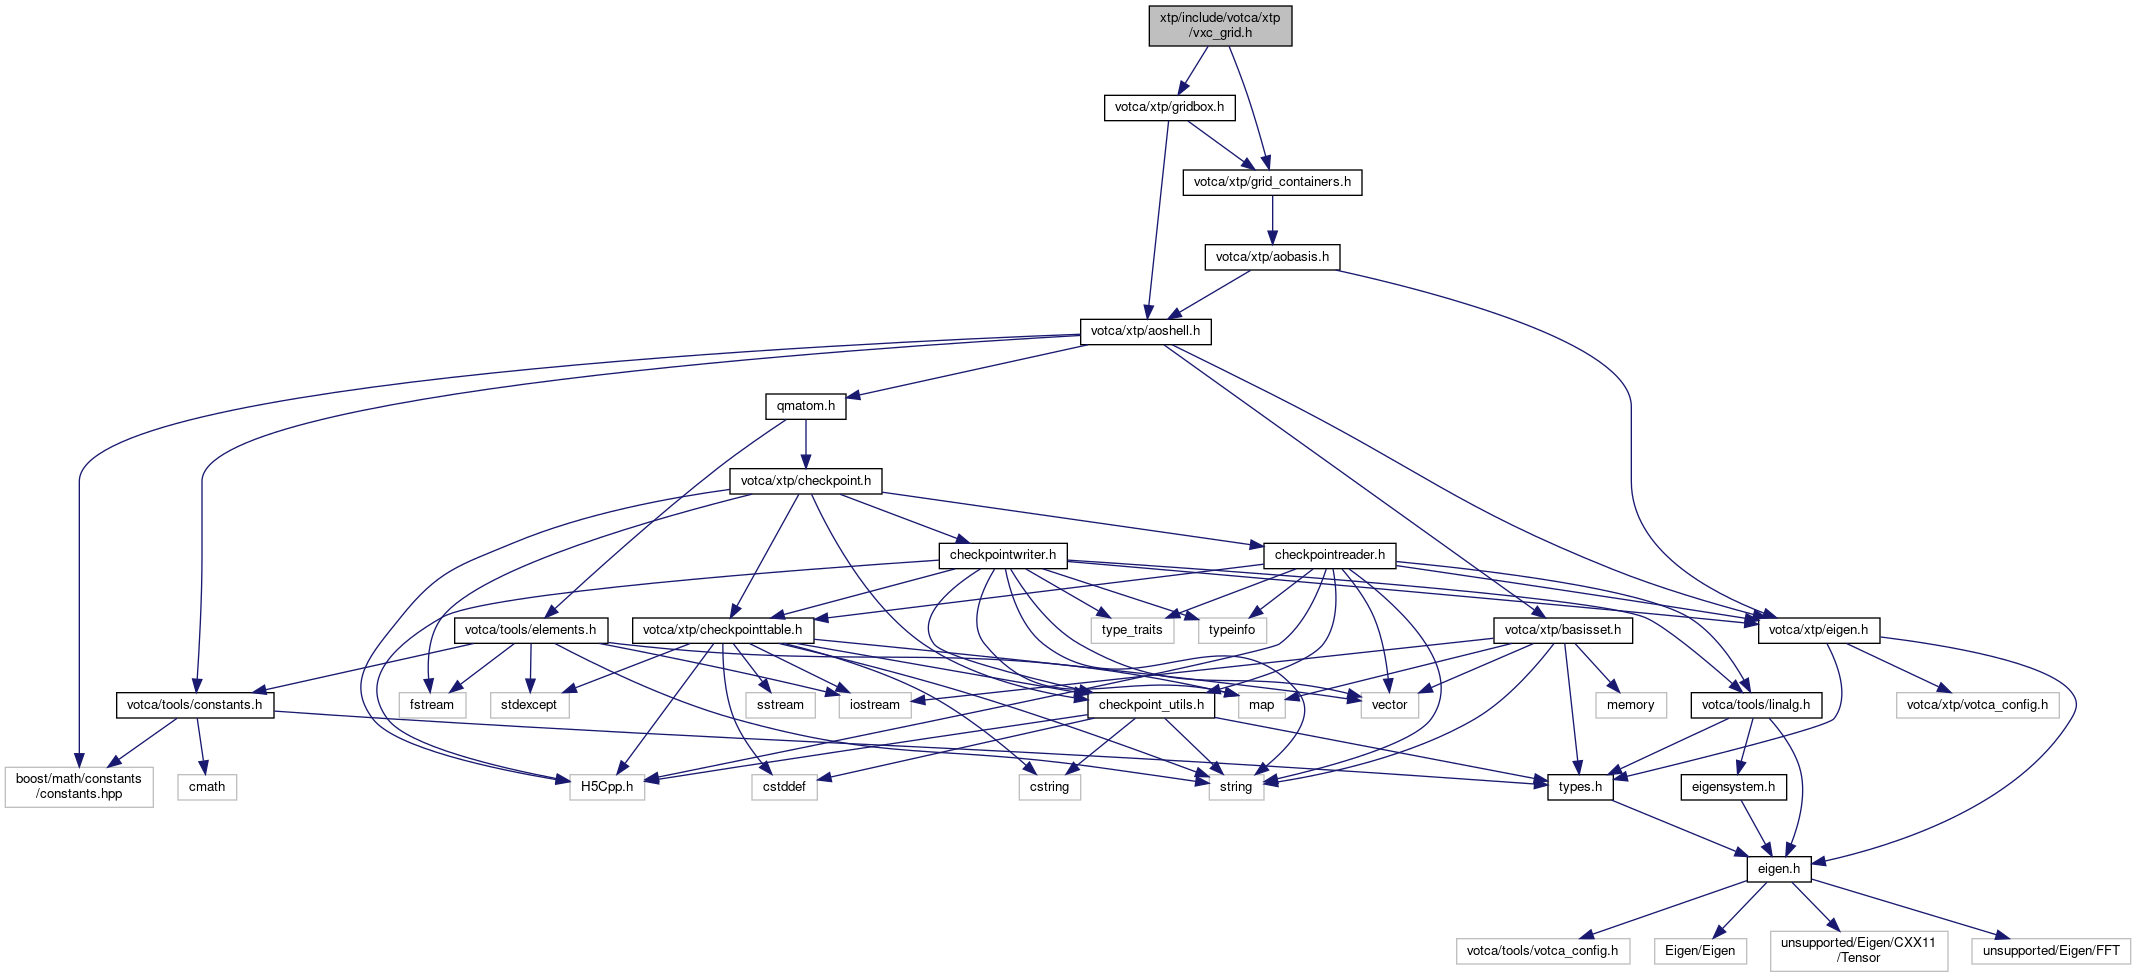 xtp/include/votca/xtp
/vxc_grid.h
votca/xtp/gridbox.h
votca/xtp/grid_containers.h
votca/xtp/aobasis.h
votca/xtp/aoshell.h
qmatom.h
votca/xtp/checkpoint.h
checkpointwriter.h
checkpointreader.h
votca/tools/elements.h
votca/xtp/checkpointtable.h
type_traits
typeinfo
votca/xtp/basisset.h
votca/xtp/eigen.h
votca/tools/constants.h
fstream
stdexcept
sstream
iostream
checkpoint_utils.h
map
vector
memory
votca/tools/linalg.h
votca/xtp/votca_config.h
boost/math/constants
/constants.hpp
cmath
H5Cpp.h
cstddef
cstring
string
types.h
eigensystem.h
eigen.h
votca/tools/votca_config.h
Eigen/Eigen
unsupported/Eigen/CXX11
/Tensor
unsupported/Eigen/FFT